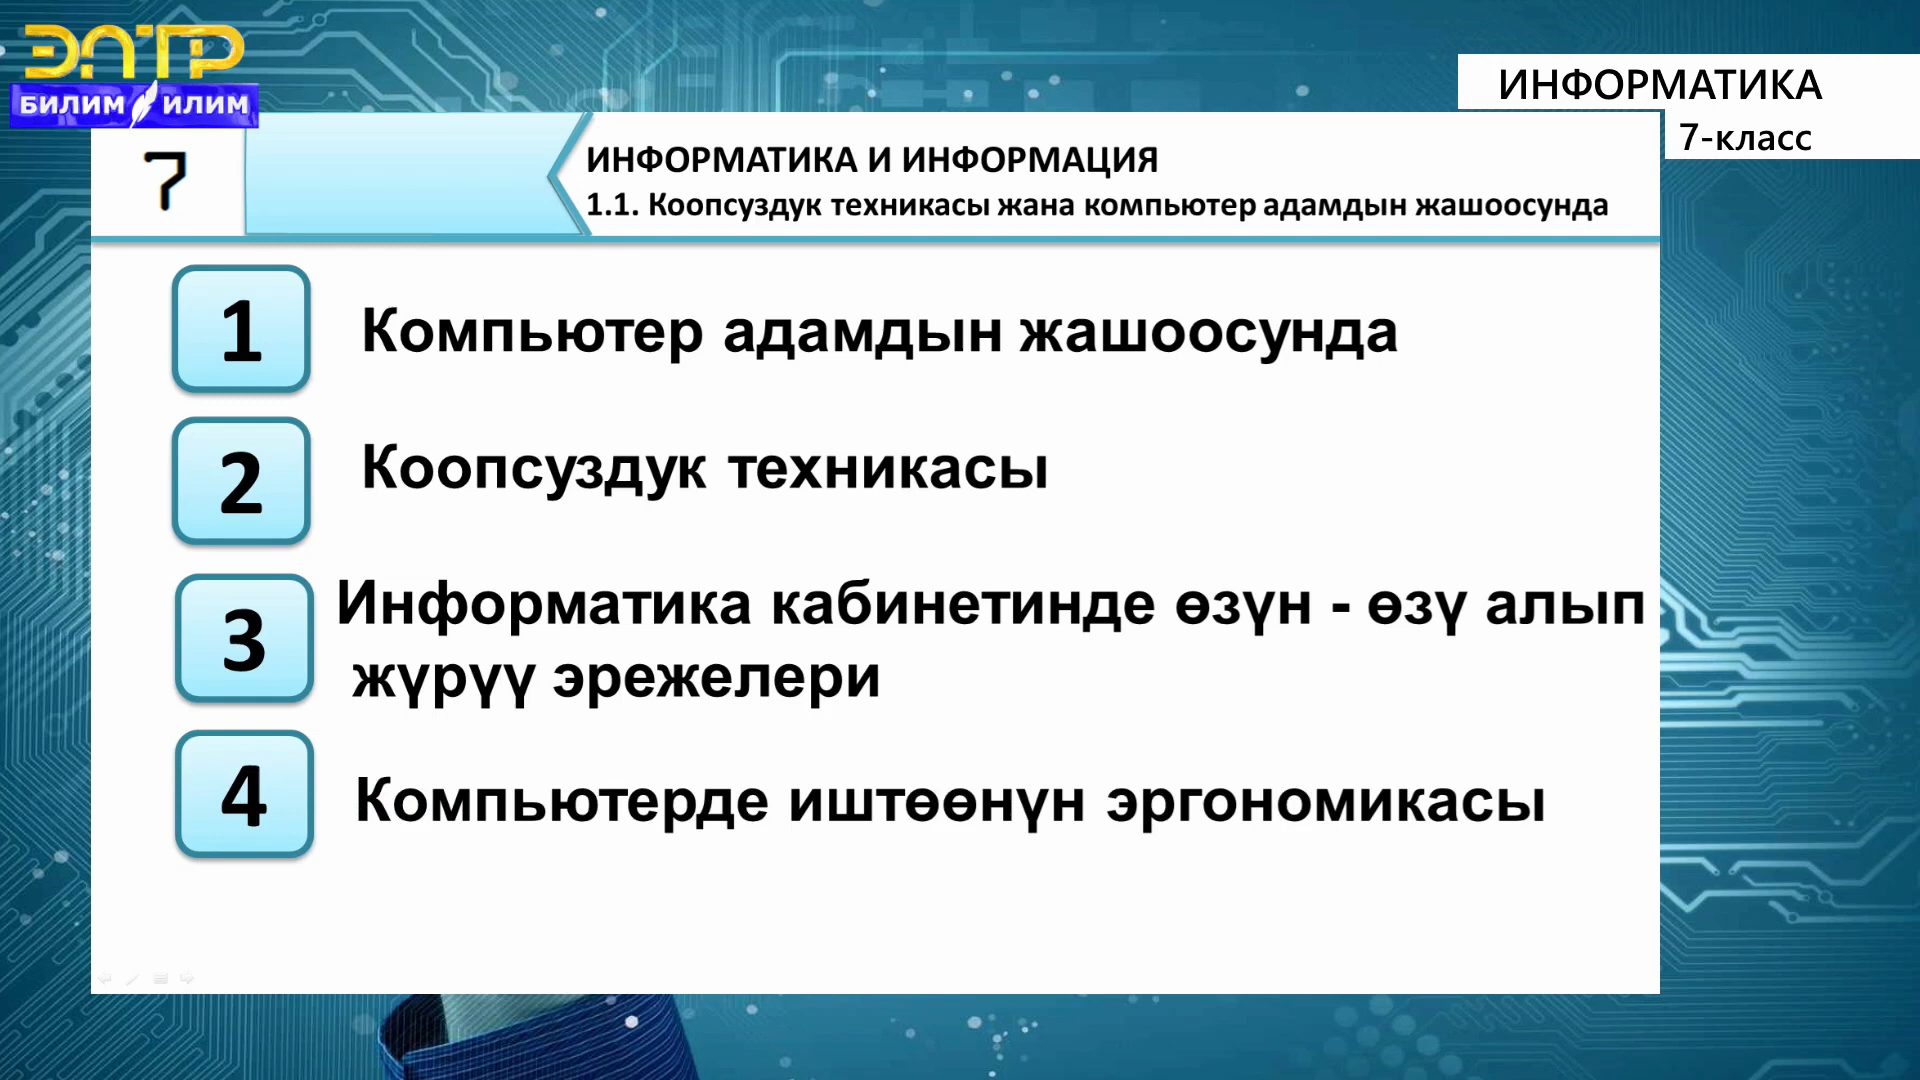 ЭЛТР
БИЛИМ ИЛИМ
ИНФОРМАТИКА
7-класс
7
ИНФОРМАТИКА И ИНФОРМАЦИЯ
1.1. Коопсуздук техникасы жана компьютер адамдын жашоосунда
1
Компьютер адамдын жашоосунда
2
Коопсуздук техникасы
3
Информатика кабинетинде өзүн - өзү алып
жүрүү эрежелери
4
Компьютерде иштөөнүн эргономикасы